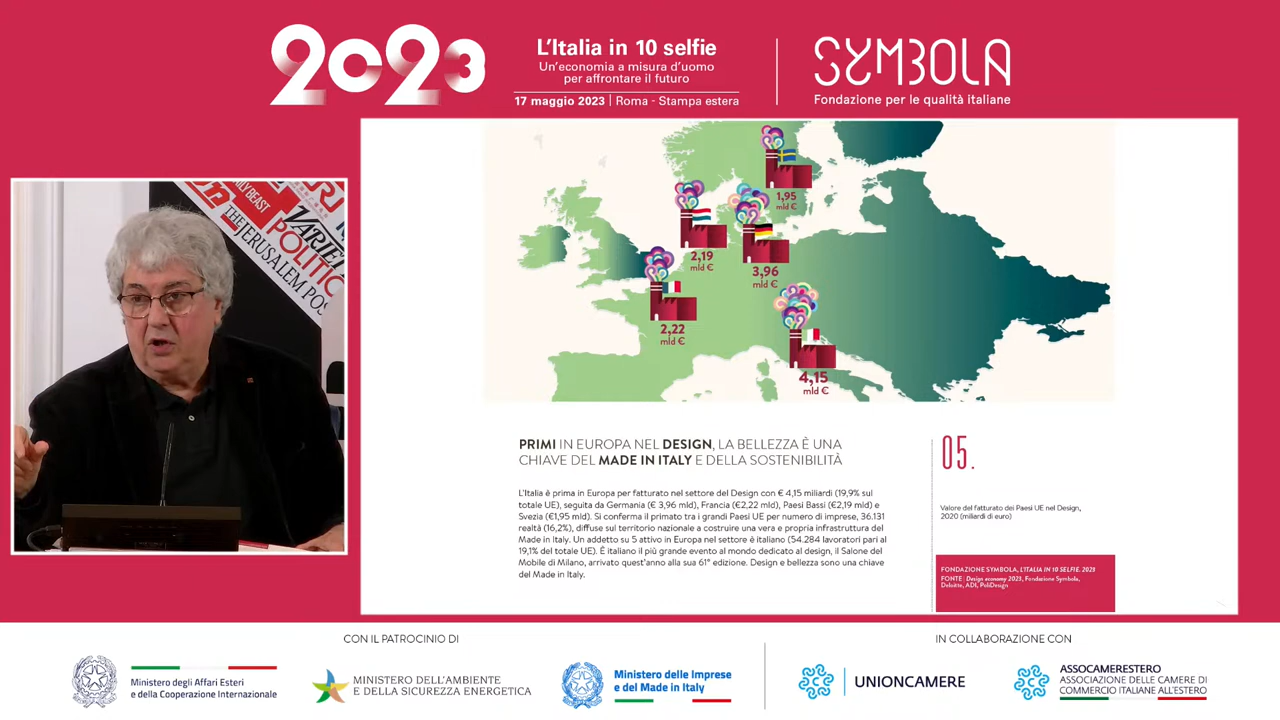 2023
L'Italia in 10 selfie
Un'economia a misura d'uomo
per affrontare il futuro
17 maggio 2023 | Roma - Stampa estera
SYMBOLA
Fondazione per le qualità italiane
DAILY BEAST
THE JERUSALEM POS
VARIETY
POLITIC
1,95
mld €
2,19
mld €
3,96
mld €
2,22
mld €
4,15
mld €
PRIMI IN EUROPA NEL DESIGN, LA BELLEZZA È UNA
CHIAVE DEL MADE IN ITALY E DELLA SOSTENIBILITÀ
L'Italia è prima in Europa per fatturato nel settore del Design con € 4,15 miliardi (19,9% sul
totale UE), seguita da Germania (€ 3,96 mld), Francia (€2,22 mld), Paesi Bassi (€2,19 mld) e
Svezia (€1,95 mld). Si conferma il primato tra i grandi Paesi UE per numero di imprese, 36.131
realtà (16,2%), diffuse sul territorio nazionale a costruire una vera e propria infrastruttura del
Made in Italy. Un addetto su 5 attivo in Europa nel settore è italiano (54.284 lavoratori pari al
19,1% del totale UE). È italiano il più grande evento al mondo dedicato al design, il Salone del
Mobile di Milano, arrivato quest'anno alla sua 61° edizione. Design e bellezza sono una chiave
del Made in Italy.
05.
Valore del fatturato dei Paesi UE nel Design,
2020 (miliardi di euro)
FONDAZIONE SYMBOLA, L'ITALIA IN 10 SELFIE. 2023
FONTE | Design economy 2023, Fondazione Symbola,
Deloitte, ADI, PoliDesign
CON IL PATROCINIO DI
Ministero degli Affari Esteri
e della Cooperazione Internazionale
MINISTERO DELL'AMBIENTE
E DELLA SICUREZZA ENERGETICA
Ministero delle Imprese
e del Made in Italy
IN COLLABORAZIONE CON
UNIONCAMERE
ASSOCAMERESTERO
ASSOCIAZIONE DELLE CAMERE DI
COMMERCIO ITALIANE ALL'ESTERO